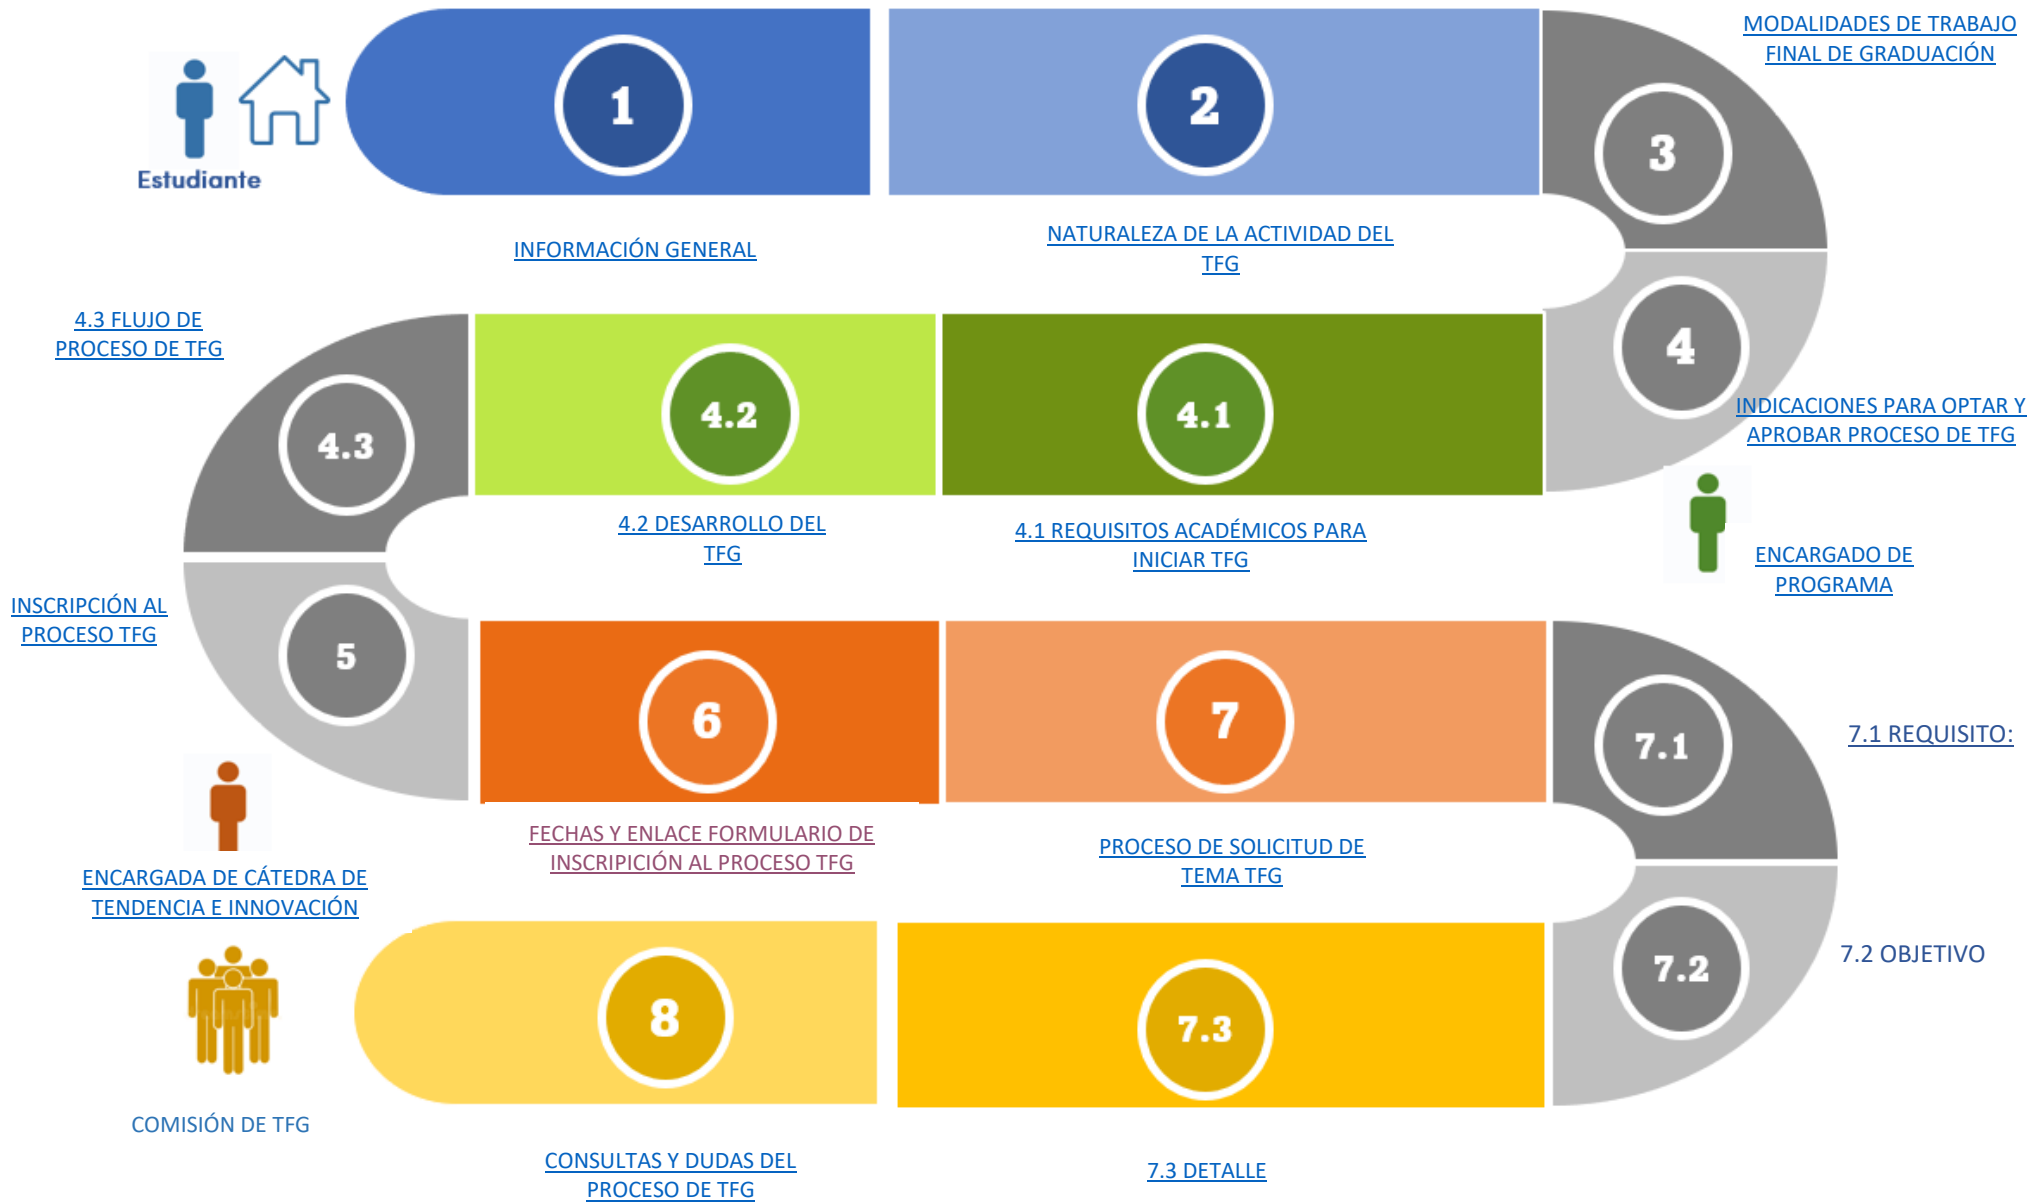 1
2
3
MODALIDADES DE TRABAJO
FINAL DE GRADUACIÓN
Estudiante
INFORMACIÓN GENERAL
NATURALEZA DE LA ACTIVIDAD DEL
TFG
4
INDICACIONES PARA OPTAR Y
APROBAR PROCESO DE TFG
4.1
4.2
4.3
4.3 FLUJO DE
PROCESO DE TFG
4.2 DESARROLLO DEL
TFG
4.1 REQUISITOS ACADÉMICOS PARA
INICIAR TFG
ENCARGADO DE
PROGRAMA
INSCRIPCIÓN AL
PROCESO TFG
5
6
7
7.1
7.1 REQUISITO:
FECHAS Y ENLACE FORMULARIO DE
INSCRIPICIÓN AL PROCESO TFG
PROCESO DE SOLICITUD DE
TEMA TFG
ENCARGADA DE CÁTEDRA DE
TENDENCIA E INNOVACIÓN
7.2
7.2 OBJETIVO
7.3
8
COMISIÓN DE TFG
CONSULTAS Y DUDAS DEL
PROCESO DE TFG
7.3 DETALLE